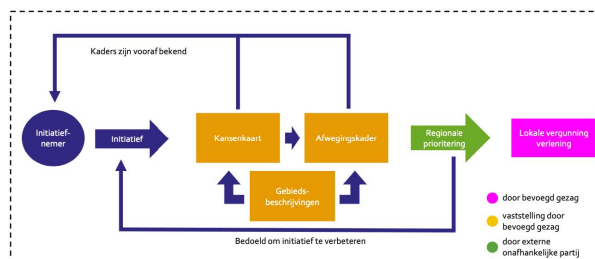 Kaders zijn vooraf bekend
Initiatief-
nemer
Initiatief
Kansenkaart
Afwegingskader
Regionale
prioritering
Lokale vergunning
verlening
Gebieds-
beschrijvingen
Bedoeld om initiatief te verbeteren
door bevoegd gezag
vaststelling door
bevoegd gezag
door externe
onafhankelijke partij